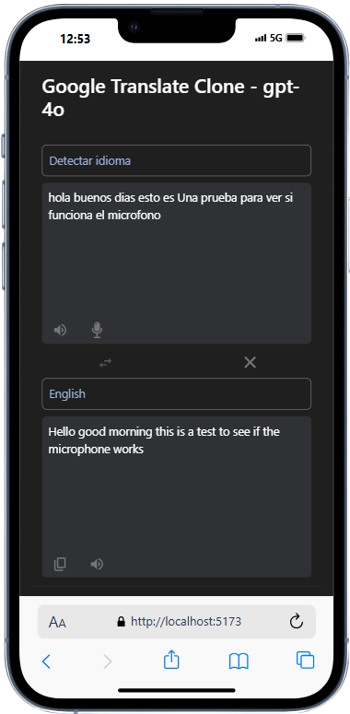 12:53
5G
Google Translate Clone - gpt-
4o
Detectar idioma
hola buenos dias esto es Una prueba para ver si
funciona el microfono
English
Hello good morning this is a test to see if the
microphone works
AA
http://localhost:5173